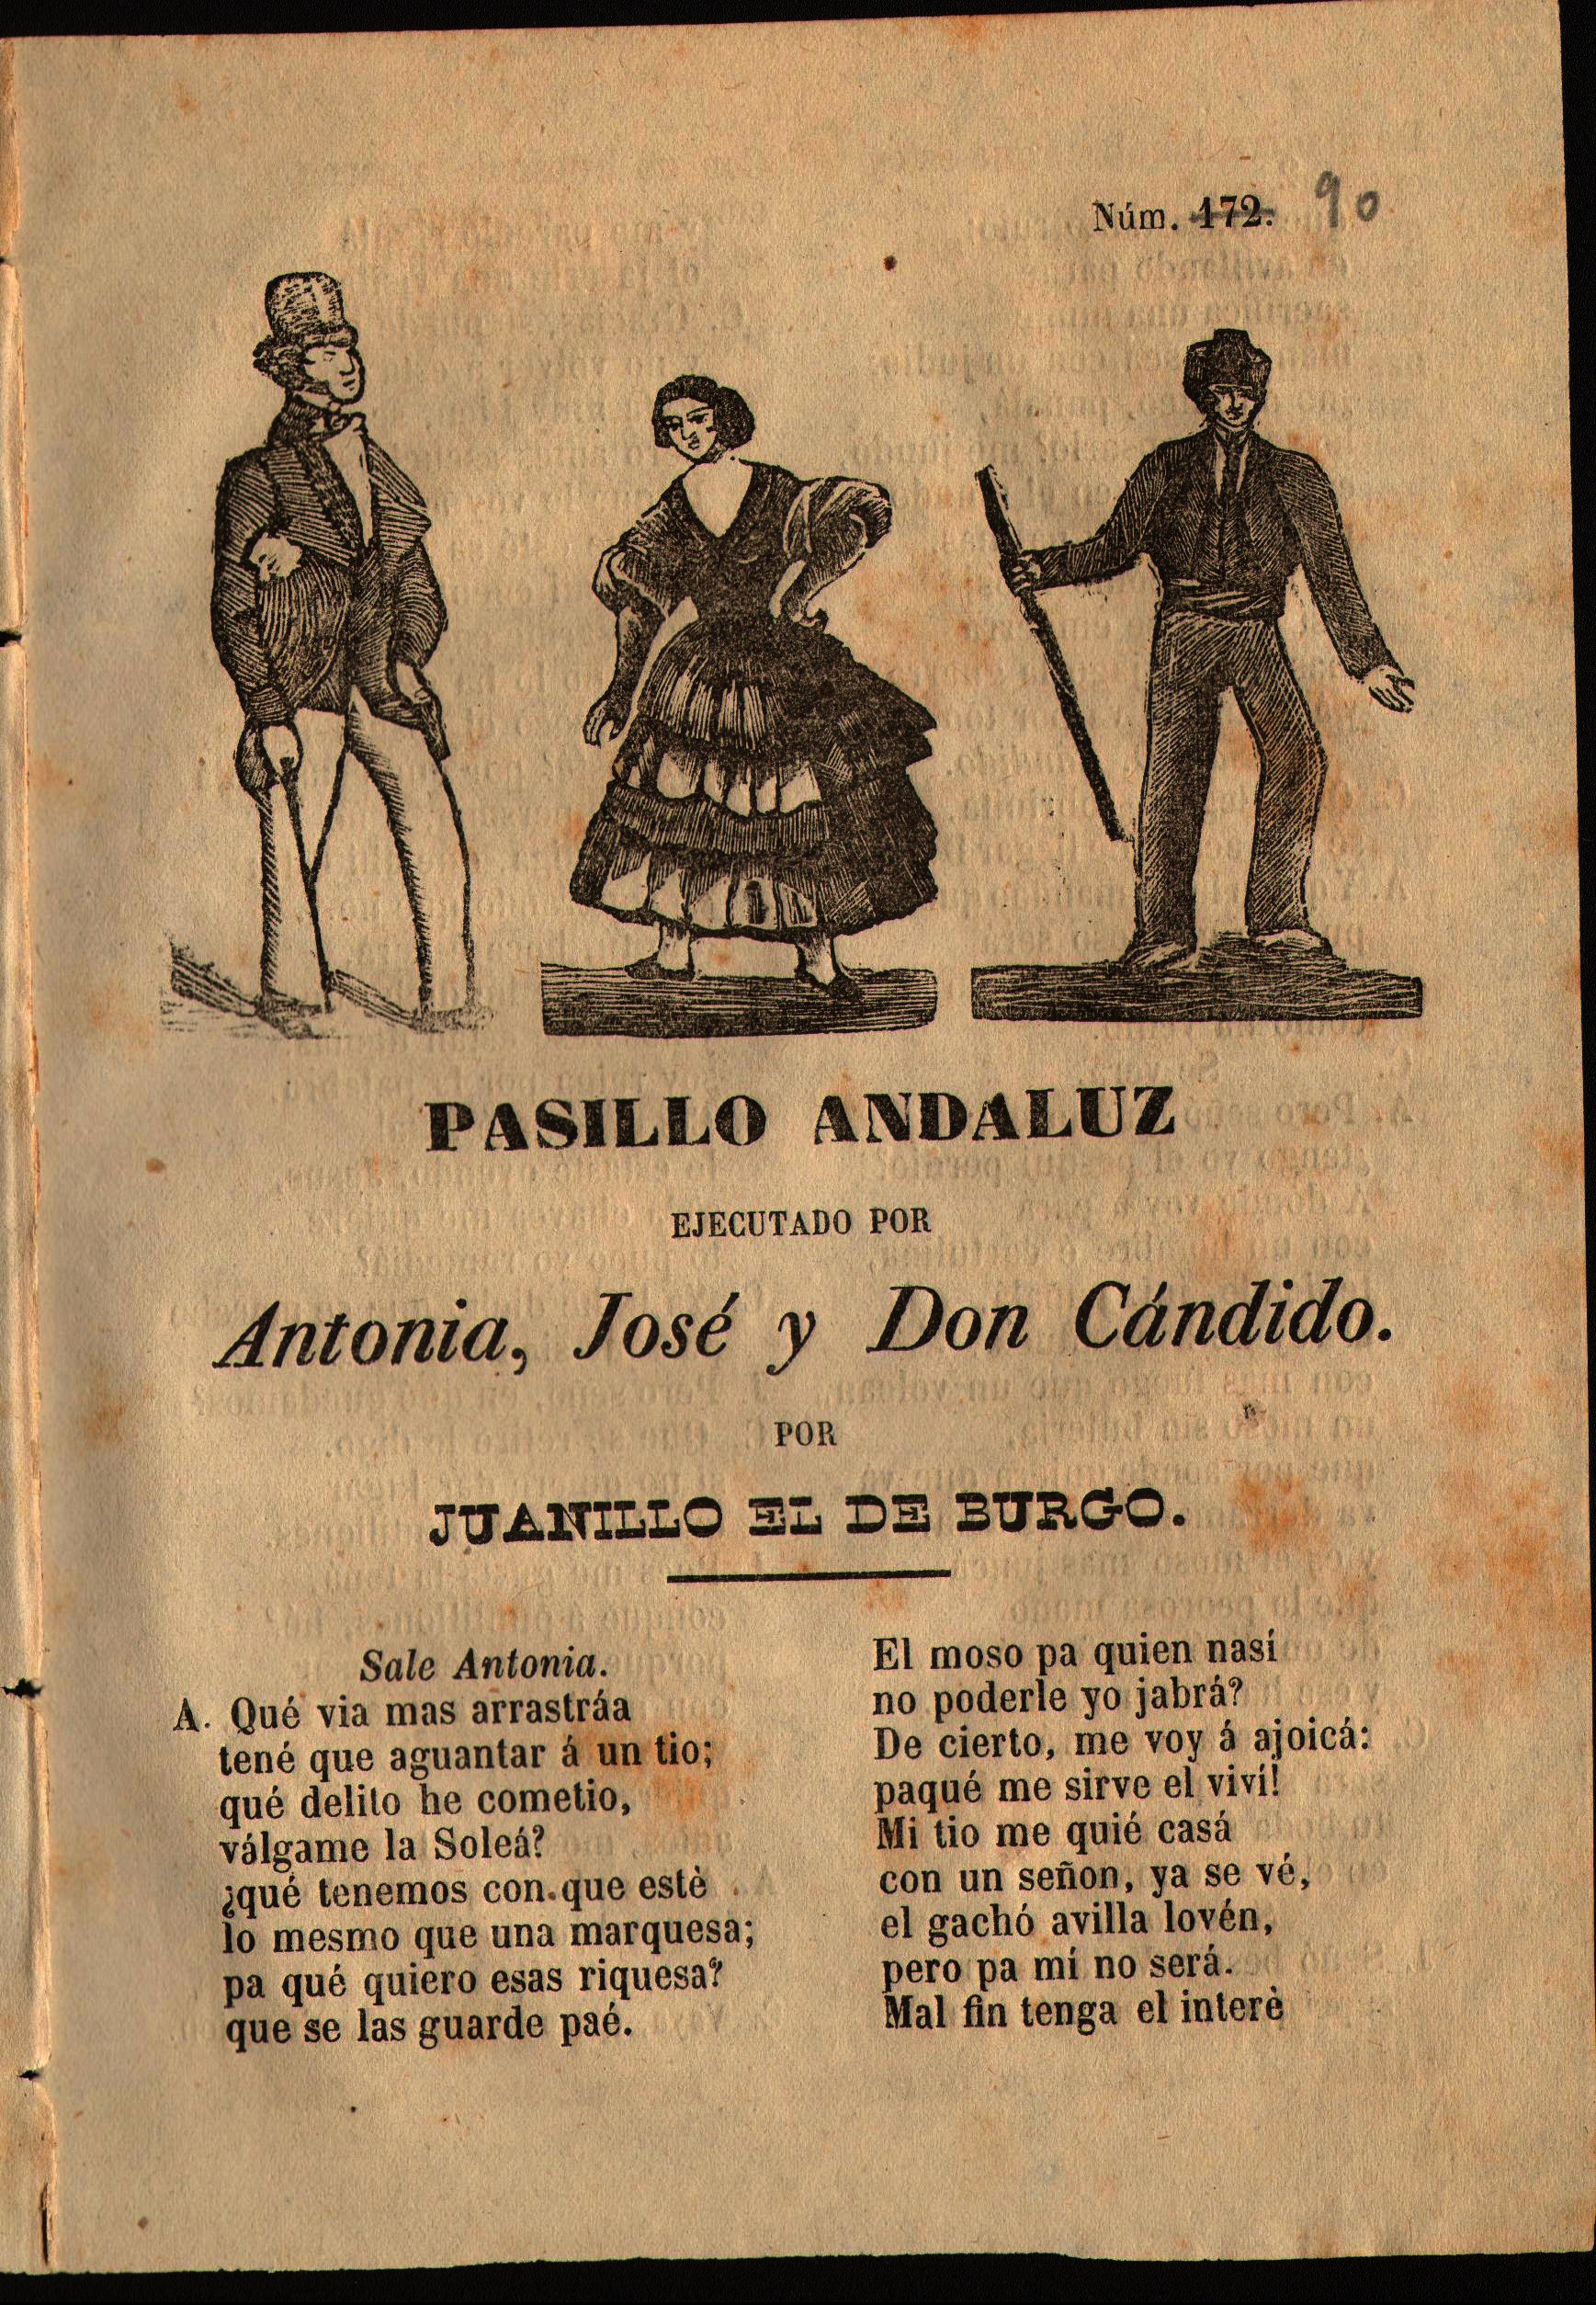 Núm. 172. 90
PASILLO ANDALUZ
EJECUTADO POR
Antonia, José y Don Cándido.
POR
JUANILLO EL DE BURGO.
Sale Antonia.
A. Qué via mas arrastráa
tené que aguantar á un tio;
qué delito he cometio,
válgame la Soleá?
¿qué tenemos con que estè
lo mesmo que una marquesa;
pa qué quiero esas riquesa?
que se las guarde paé.
El moso pa quien nasí
no poderle yo jabrá?
De cierto, me voy á ajoicá:
paqué me sirve el viví!
Mi tio me quié casá
con un señon, ya se vé,
el gachó avilla lovén,
pero pa mí no será.
Mal fin tenga el interè